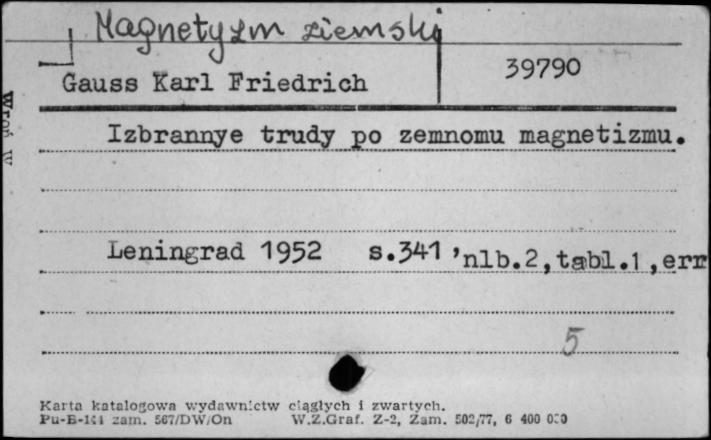 Magnetyzm ziemski
Gauss Karl Friedrich
39790
Izbrannye trudy po zemnomu magnetizmu.
Leningrad 1952 s.341,nlb.2,tabl.1,err
5
Karta katalogowa wydawnictw ciągłych i zwartych.
Pu-B-141 zam. 567/DW/On W.Z.Graf. Z-2, Zam. 502/77, 6 400 000